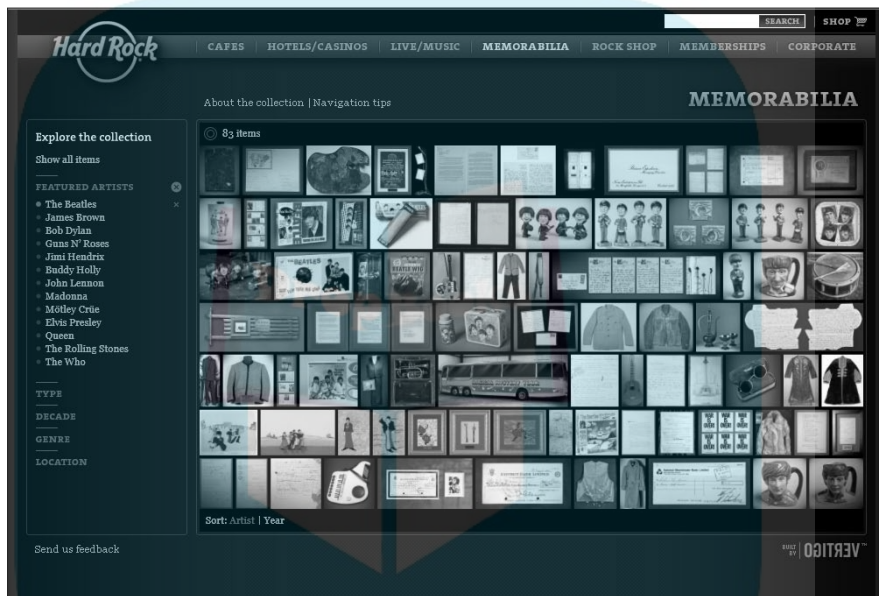 SEARCH
SHOP
Hard Rock
CAFES
HOTELS/CASINOS
LIVE/MUSIC
MEMORABILIA
ROCK SHOP
MEMBERSHIPS
CORPORATE
About the collection | Navigation tips
MEMORABILIA
Explore the collection
Show all items
FEATURED ARTISTS
The Beatles
James Brown
Bob Dylan
Guns N' Roses
Jimi Hendrix
Buddy Holly
John Lennon
Madonna
Mötley Crüe
Elvis Presley
Queen
The Rolling Stones
The Who
TYPE
DECADE
GENRE
LOCATION
83 items
Sort: Artist | Year
Send us feedback
BUILT BY VERTIGO™